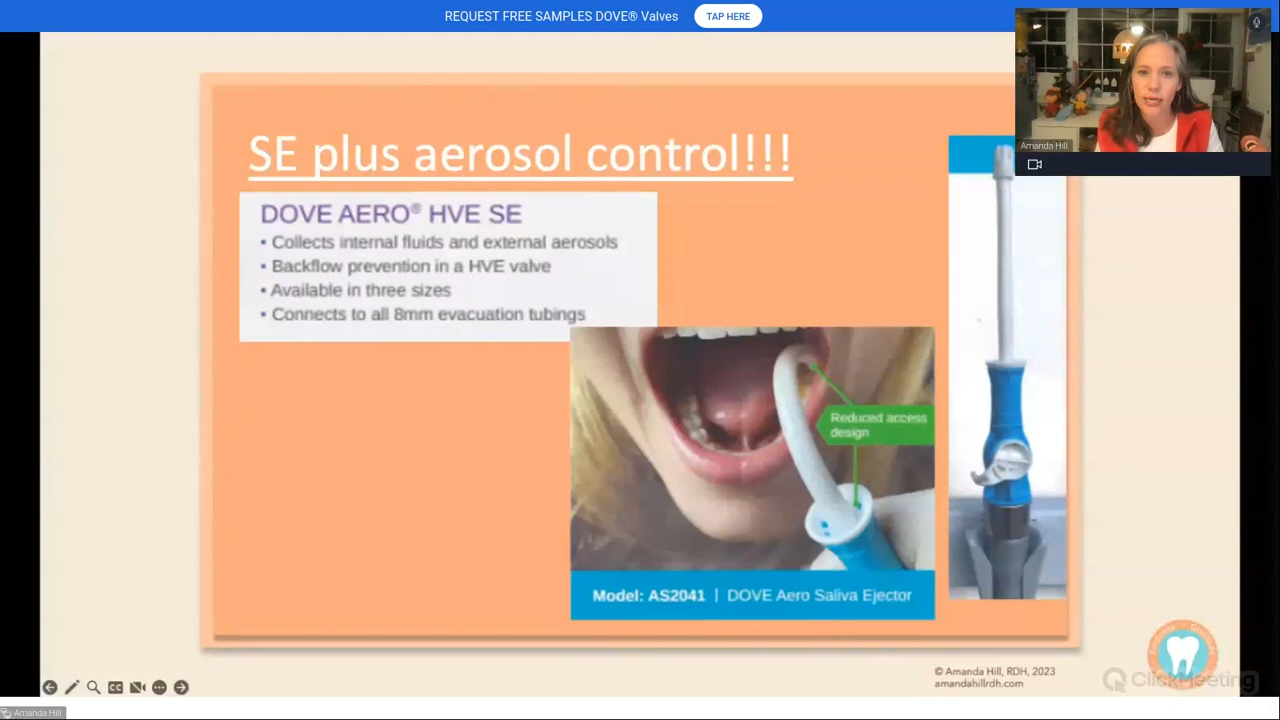 REQUEST FREE SAMPLES DOVE® Valves TAP HERE
Amanda Hill
SE plus aerosol control!!!
DOVE AERO® HVE SE
• Collects internal fluids and external aerosols
• Backflow prevention in a HVE valve
• Available in three sizes
• Connects to all 8mm evacuation tubings
Reduced access
design
Model: AS2041 | DOVE Aero Saliva Ejector
© Amanda Hill, RDH, 2023
amandahillrdh.com
ClickMeeting
CC
Amanda Hill